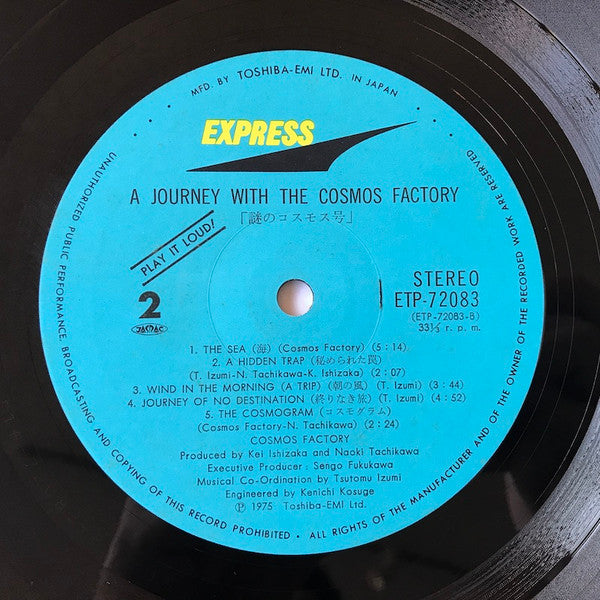 MFD. BY TOSHIBA-EMI LTD. IN JAPAN
EXPRESS
A JOURNEY WITH THE COSMOS FACTORY
「謎のコスモス号」
PLAY IT LOUD!
2
STEREO
ETP-72083
(ETP-72083-B)
33⅓ r. p. m.
1. THE SEA (海) (Cosmos Factory) (5:14)
2. A HIDDEN TRAP (秘められた罠)
(T. Izumi-N. Tachikawa-K. Ishizaka) (2:07)
3. WIND IN THE MORNING (A TRIP) (朝の風) (T. Izumi) (3:44)
4. JOURNEY OF NO DESTINATION (終りなき旅) (T. Izumi) (4:52)
5. THE COSMOGRAM (コスモグラム)
(Cosmos Factory-N. Tachikawa) (2:24)
COSMOS FACTORY
Produced by Kei Ishizaka and Naoki Tachikawa
Executive Producer: Sengo Fukukawa
Musical Co-Ordination by Tsutomu Izumi
Engineered by Kenichi Kosuge
Ⓟ 1975 Toshiba-EMI Ltd.
UNAUTHORIZED PUBLIC PERFORMANCE, BROADCASTING AND COPYING OF THIS RECORD PROHIBITED • ALL RIGHTS OF THE MANUFACTURER AND OF THE OWNER OF THE RECORDED WORK ARE RESERVED